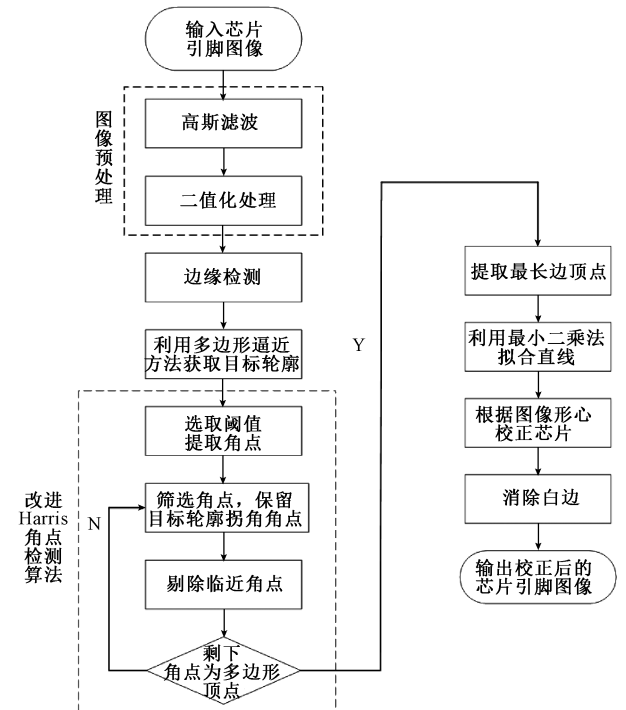 输入芯片
引脚图像
图像预处理
高斯滤波
二值化处理
边缘检测
利用多边形逼近
方法获取目标轮廓
改进
Harris
角点
检测
算法
选取阈值
提取角点
筛选角点，保留
目标轮廓拐角角点
剔除临近角点
剩下
角点为多边形
顶点
N
Y
提取最长边顶点
利用最小二乘法
拟合直线
根据图像形心
校正芯片
消除白边
输出校正后的
芯片引脚图像